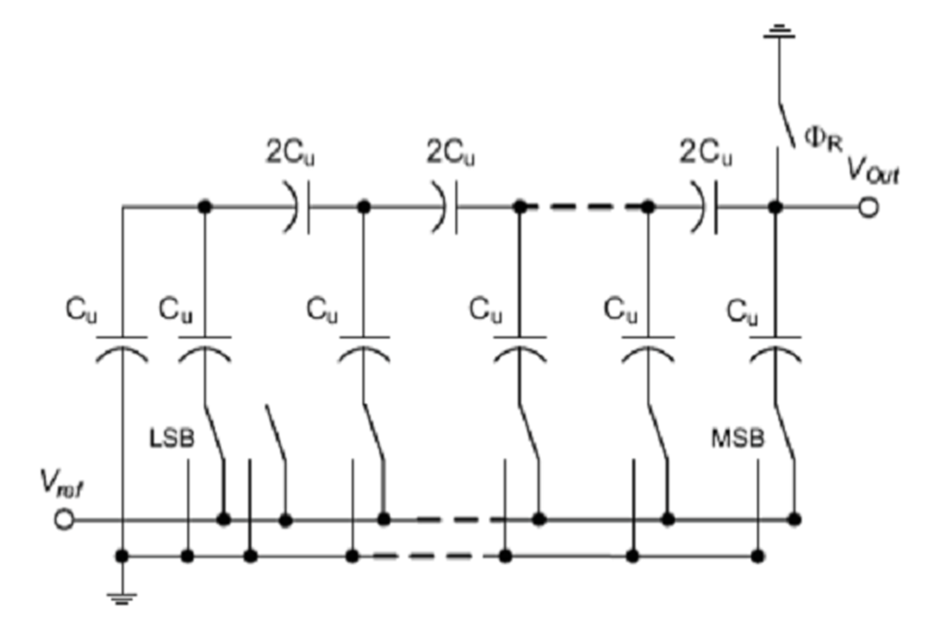 2Cu 2Cu 2Cu
ΦR
VOut
Cu Cu Cu Cu Cu Cu
LSB MSB
Vref